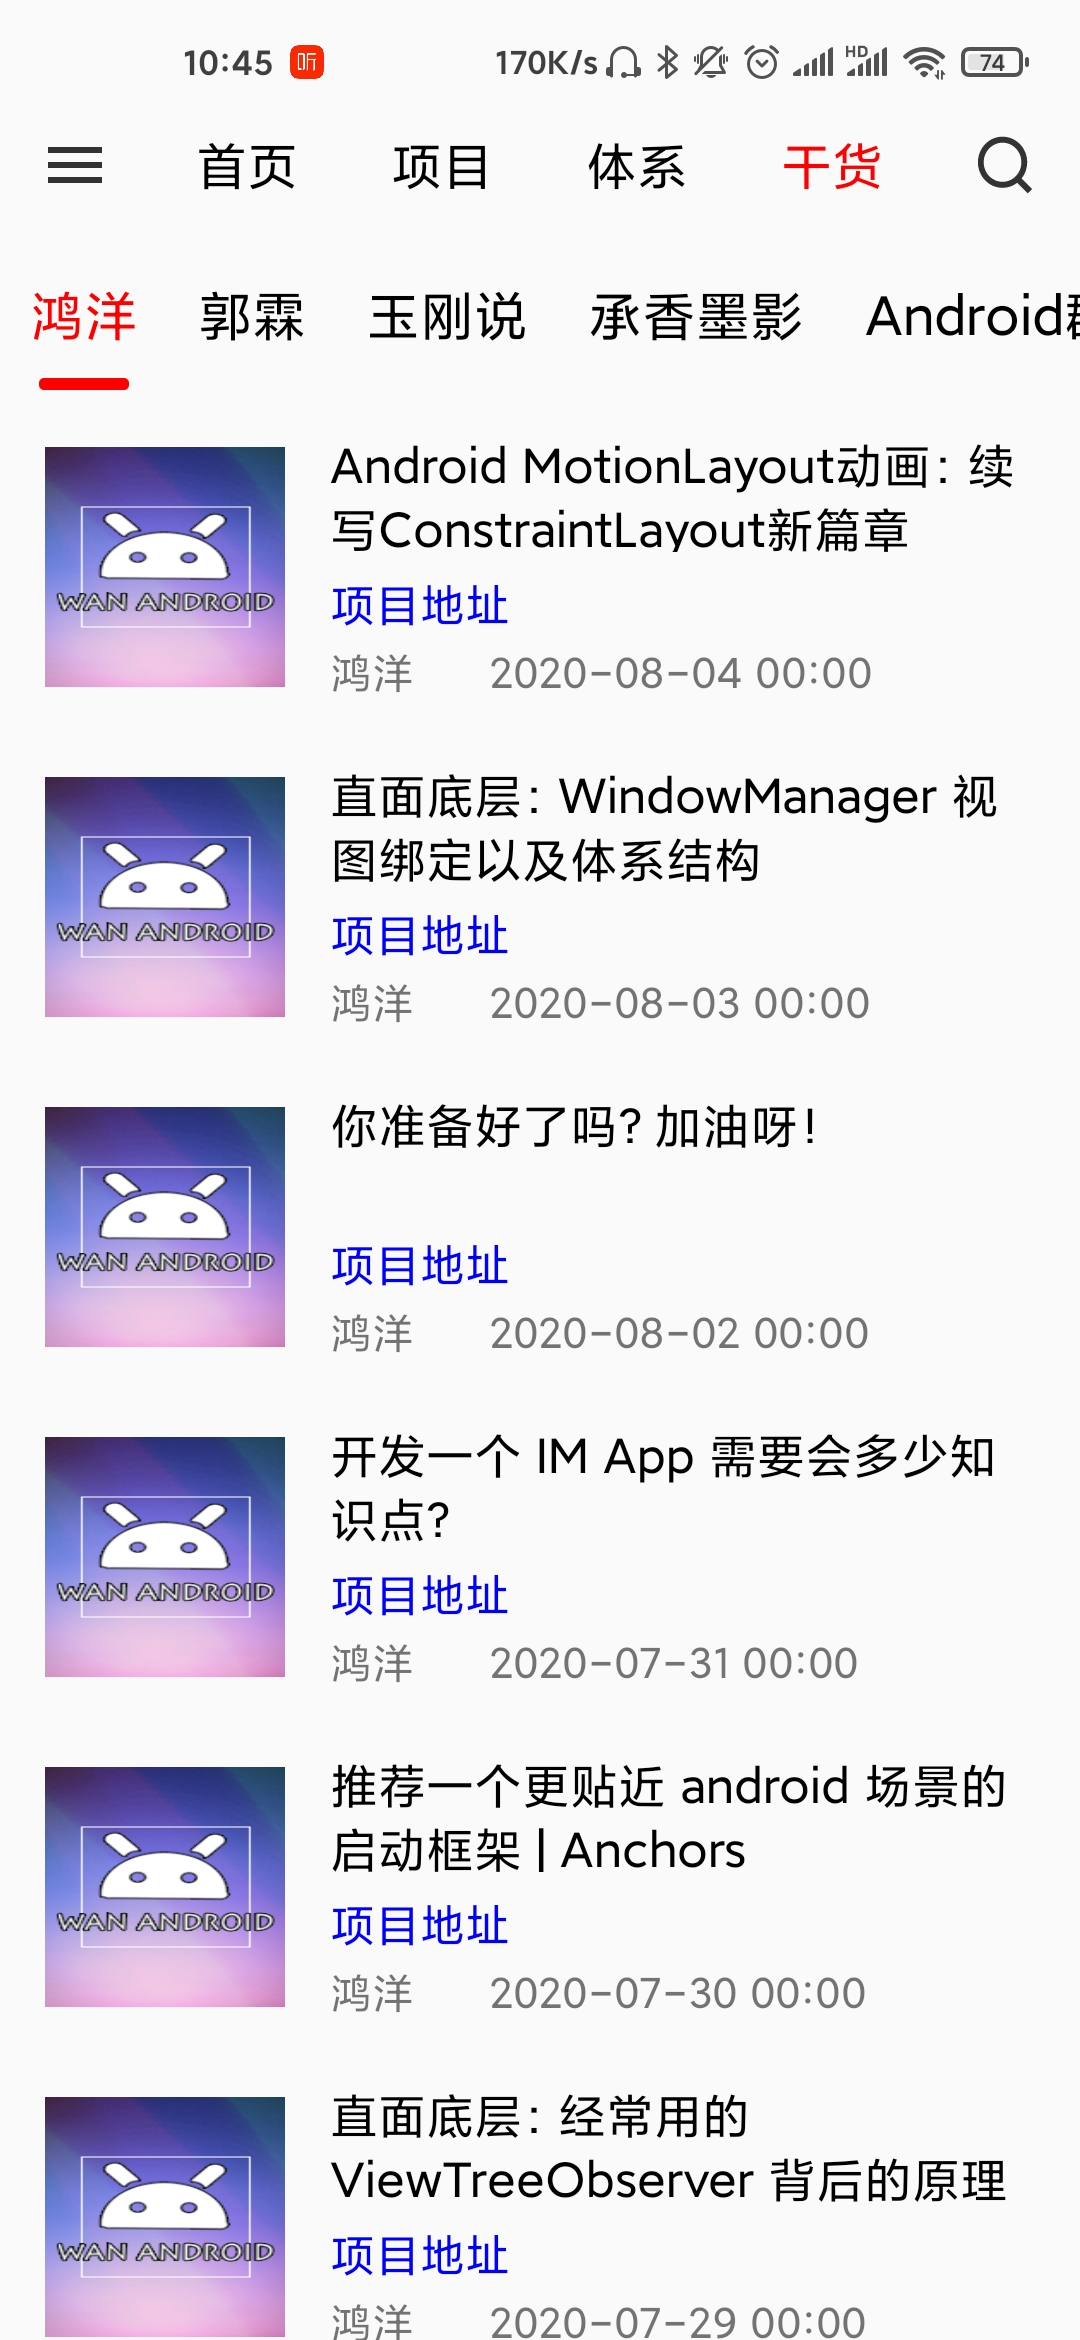 10:45 听 170K/s HD 74
首页 项目 体系 干货
鸿洋 郭霖 玉刚说 承香墨影 Android
Android MotionLayout动画：续
写ConstraintLayout新篇章
WAN ANDROID
项目地址
鸿洋 2020-08-04 00:00
直面底层：WindowManager 视
图绑定以及体系结构
WAN ANDROID
项目地址
鸿洋 2020-08-03 00:00
你准备好了吗？加油呀！
WAN ANDROID
项目地址
鸿洋 2020-08-02 00:00
开发一个 IM App 需要会多少知
识点？
WAN ANDROID
项目地址
鸿洋 2020-07-31 00:00
推荐一个更贴近 android 场景的
启动框架 | Anchors
WAN ANDROID
项目地址
鸿洋 2020-07-30 00:00
直面底层：经常用的
ViewTreeObserver 背后的原理
WAN ANDROID
项目地址
鸿洋 2020-07-29 00:00